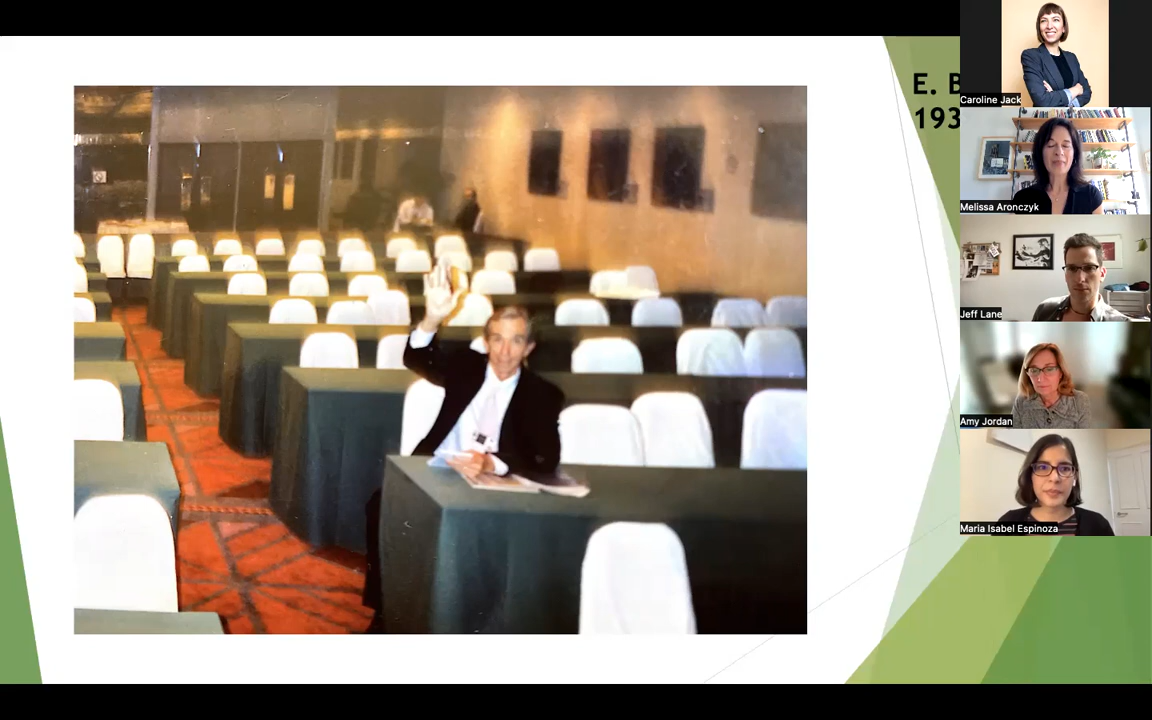 E. B
193
Caroline Jack
Melissa Aronczyk
Jeff Lane
Amy Jordan
Maria Isabel Espinoza